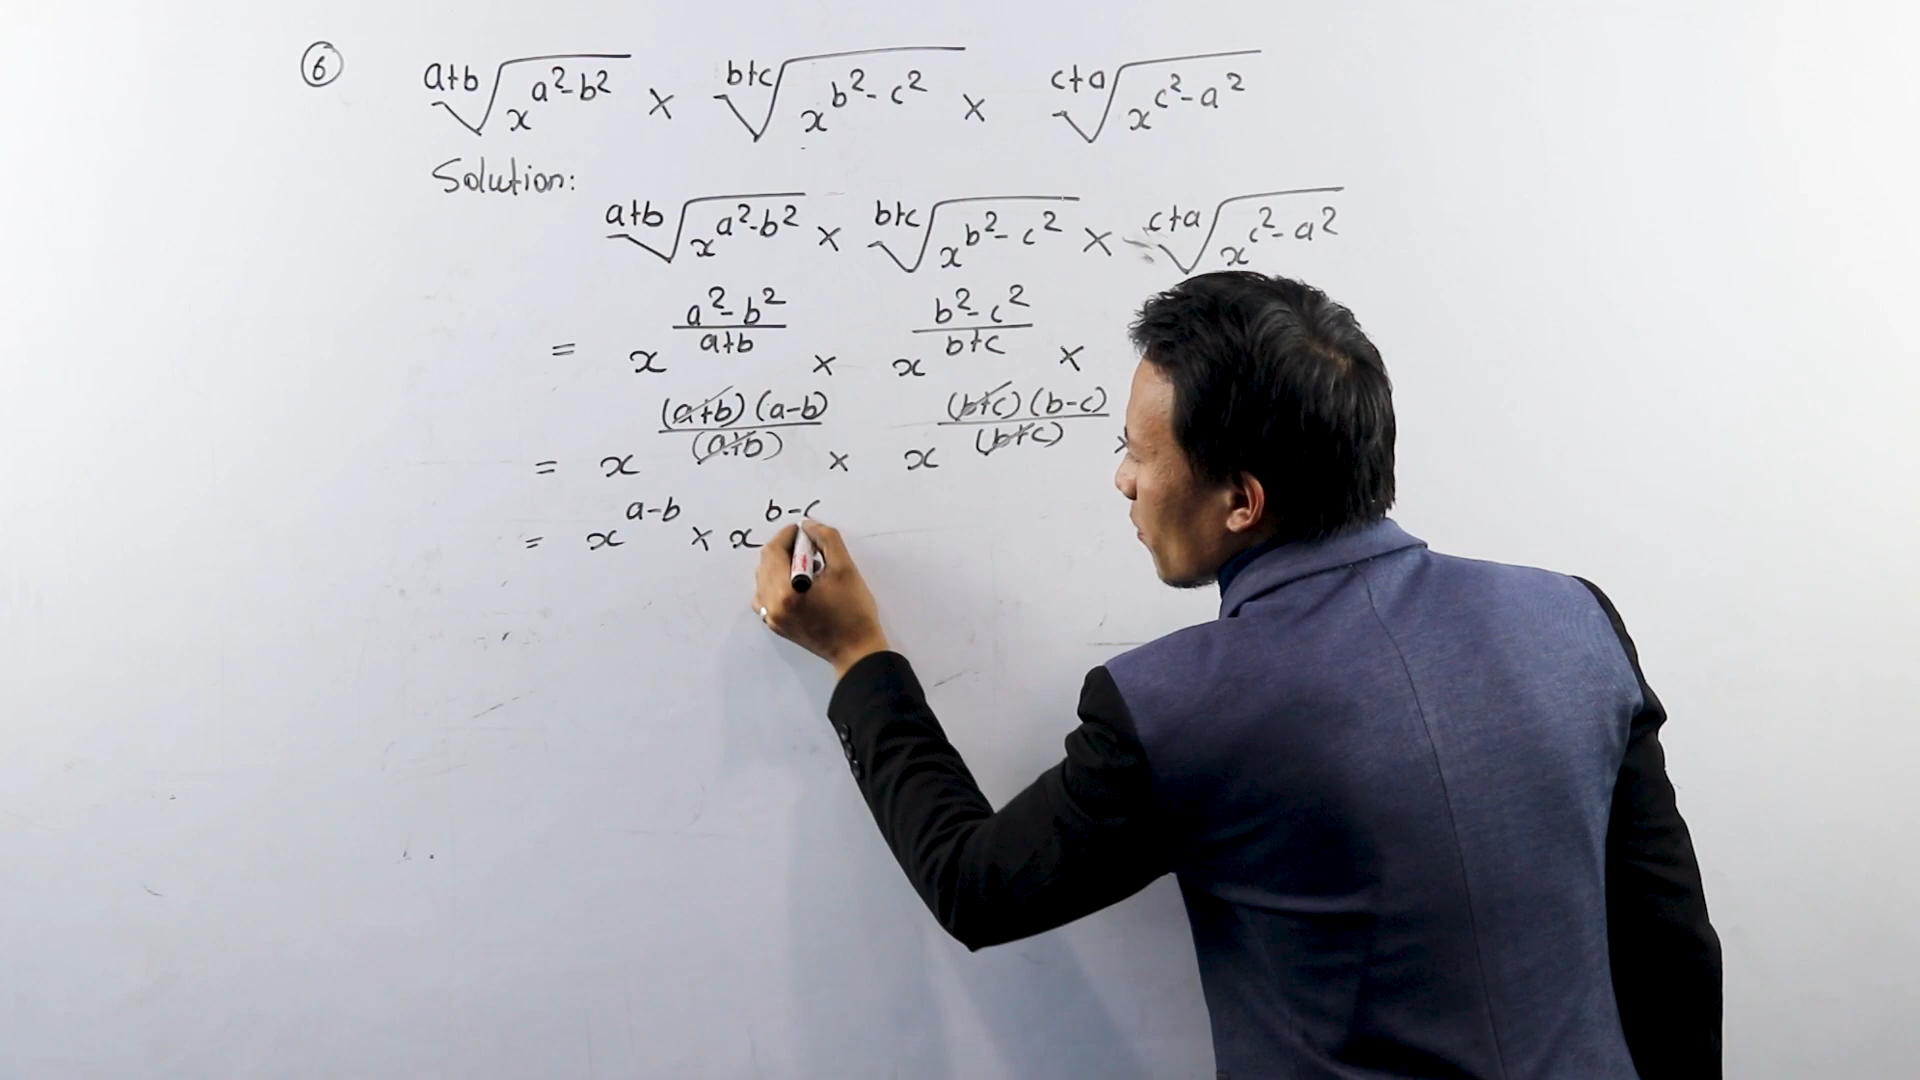 ⑥ ᵃ⁺ᵇ√(x^(a²-b²)) × ᵇ⁺ᶜ√(x^(b²-c²)) × ᶜ⁺ᵃ√(x^(c²-a²))
Solution:
ᵃ⁺ᵇ√(x^(a²-b²)) × ᵇ⁺ᶜ√(x^(b²-c²)) × ᶜ⁺ᵃ√(x^(c²-a²))
= x^((a²-b²)/(a+b)) × x^((b²-c²)/(b+c)) ×
= x^((a+b)(a-b)/(a+b)) × x^((b+c)(b-c)/(b+c)) ×
= x^(a-b) × x^(b-c)